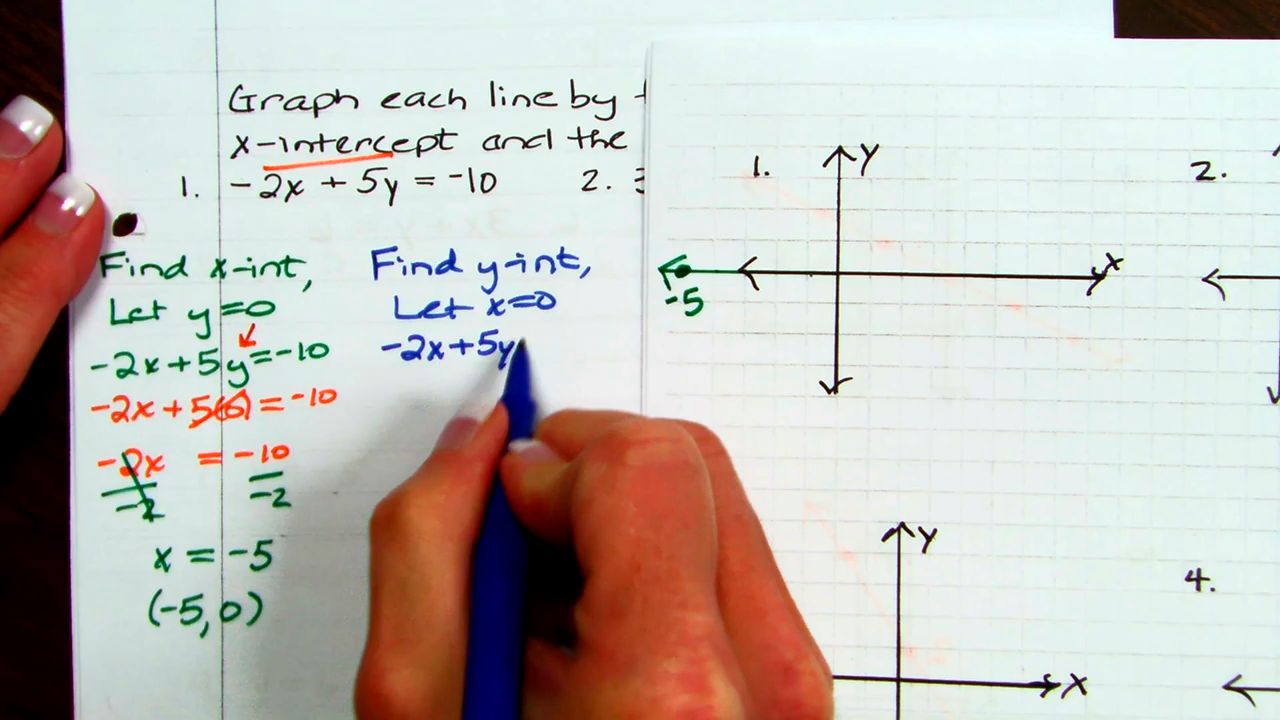 Graph each line by
x-intercept and the
1. -2x + 5y = -10
2.
Find x-int,
Let y=0
-2x+5y=-10
-2x+5(0)=-10
-2x = -10
-2 -2
x = -5
(-5,0)
Find y-int,
Let x=0
-2x+5y
1.
y
x
-5
2.
y
x
4.